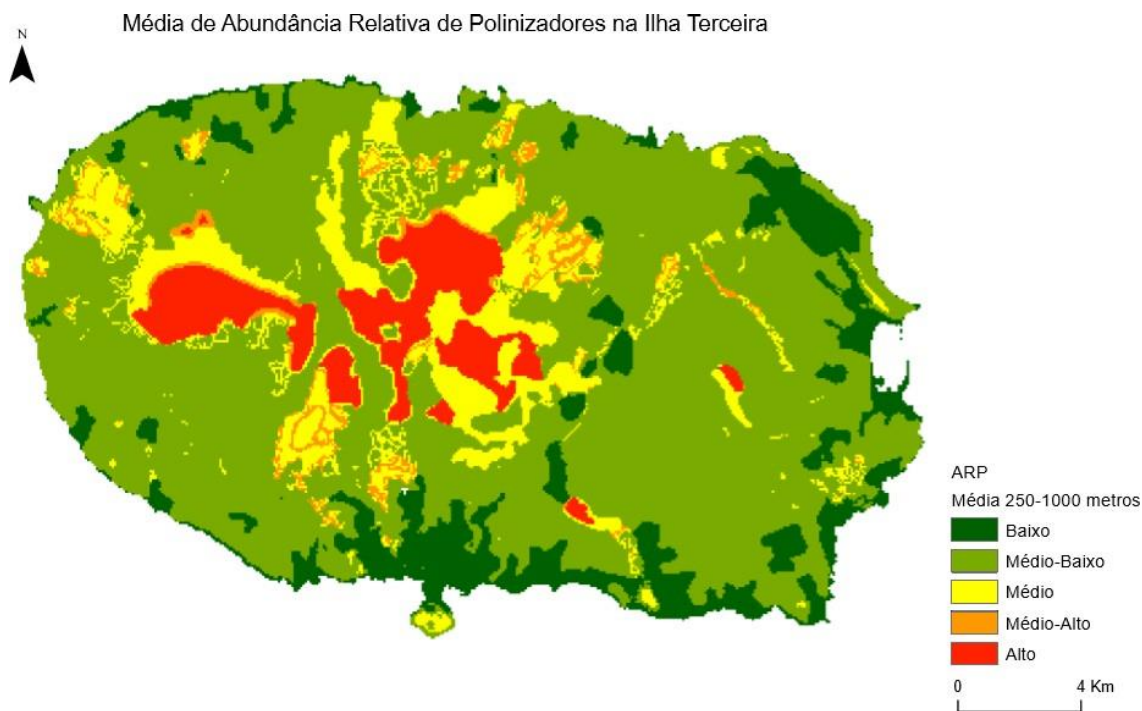 Média de Abundância Relativa de Polinizadores na Ilha Terceira
N
ARP
Média 250-1000 metros
Baixo
Médio-Baixo
Médio
Médio-Alto
Alto
0 4 Km